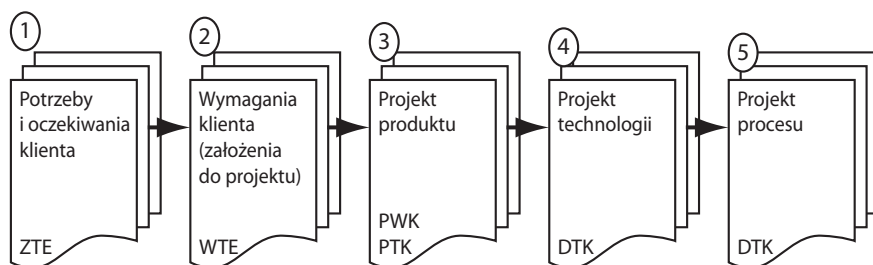 1
Potrzeby
i oczekiwania
klienta
ZTE
2
Wymagania
klienta
(założenia
do projektu)
WTE
3
Projekt
produktu
PWK
PTK
4
Projekt
technologii
DTK
5
Projekt
procesu
DTK